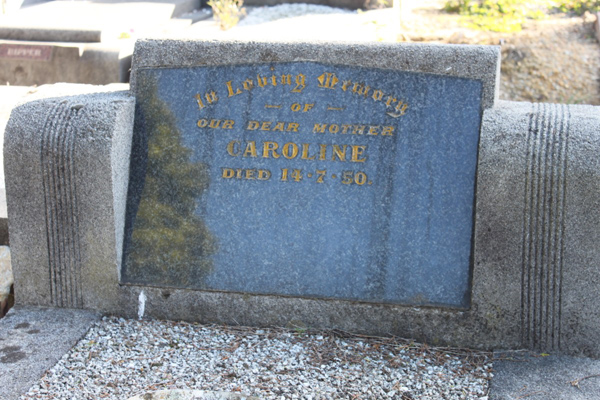 In Loving Memory
— OF —
OUR DEAR MOTHER
CAROLINE
DIED 14·7·50.